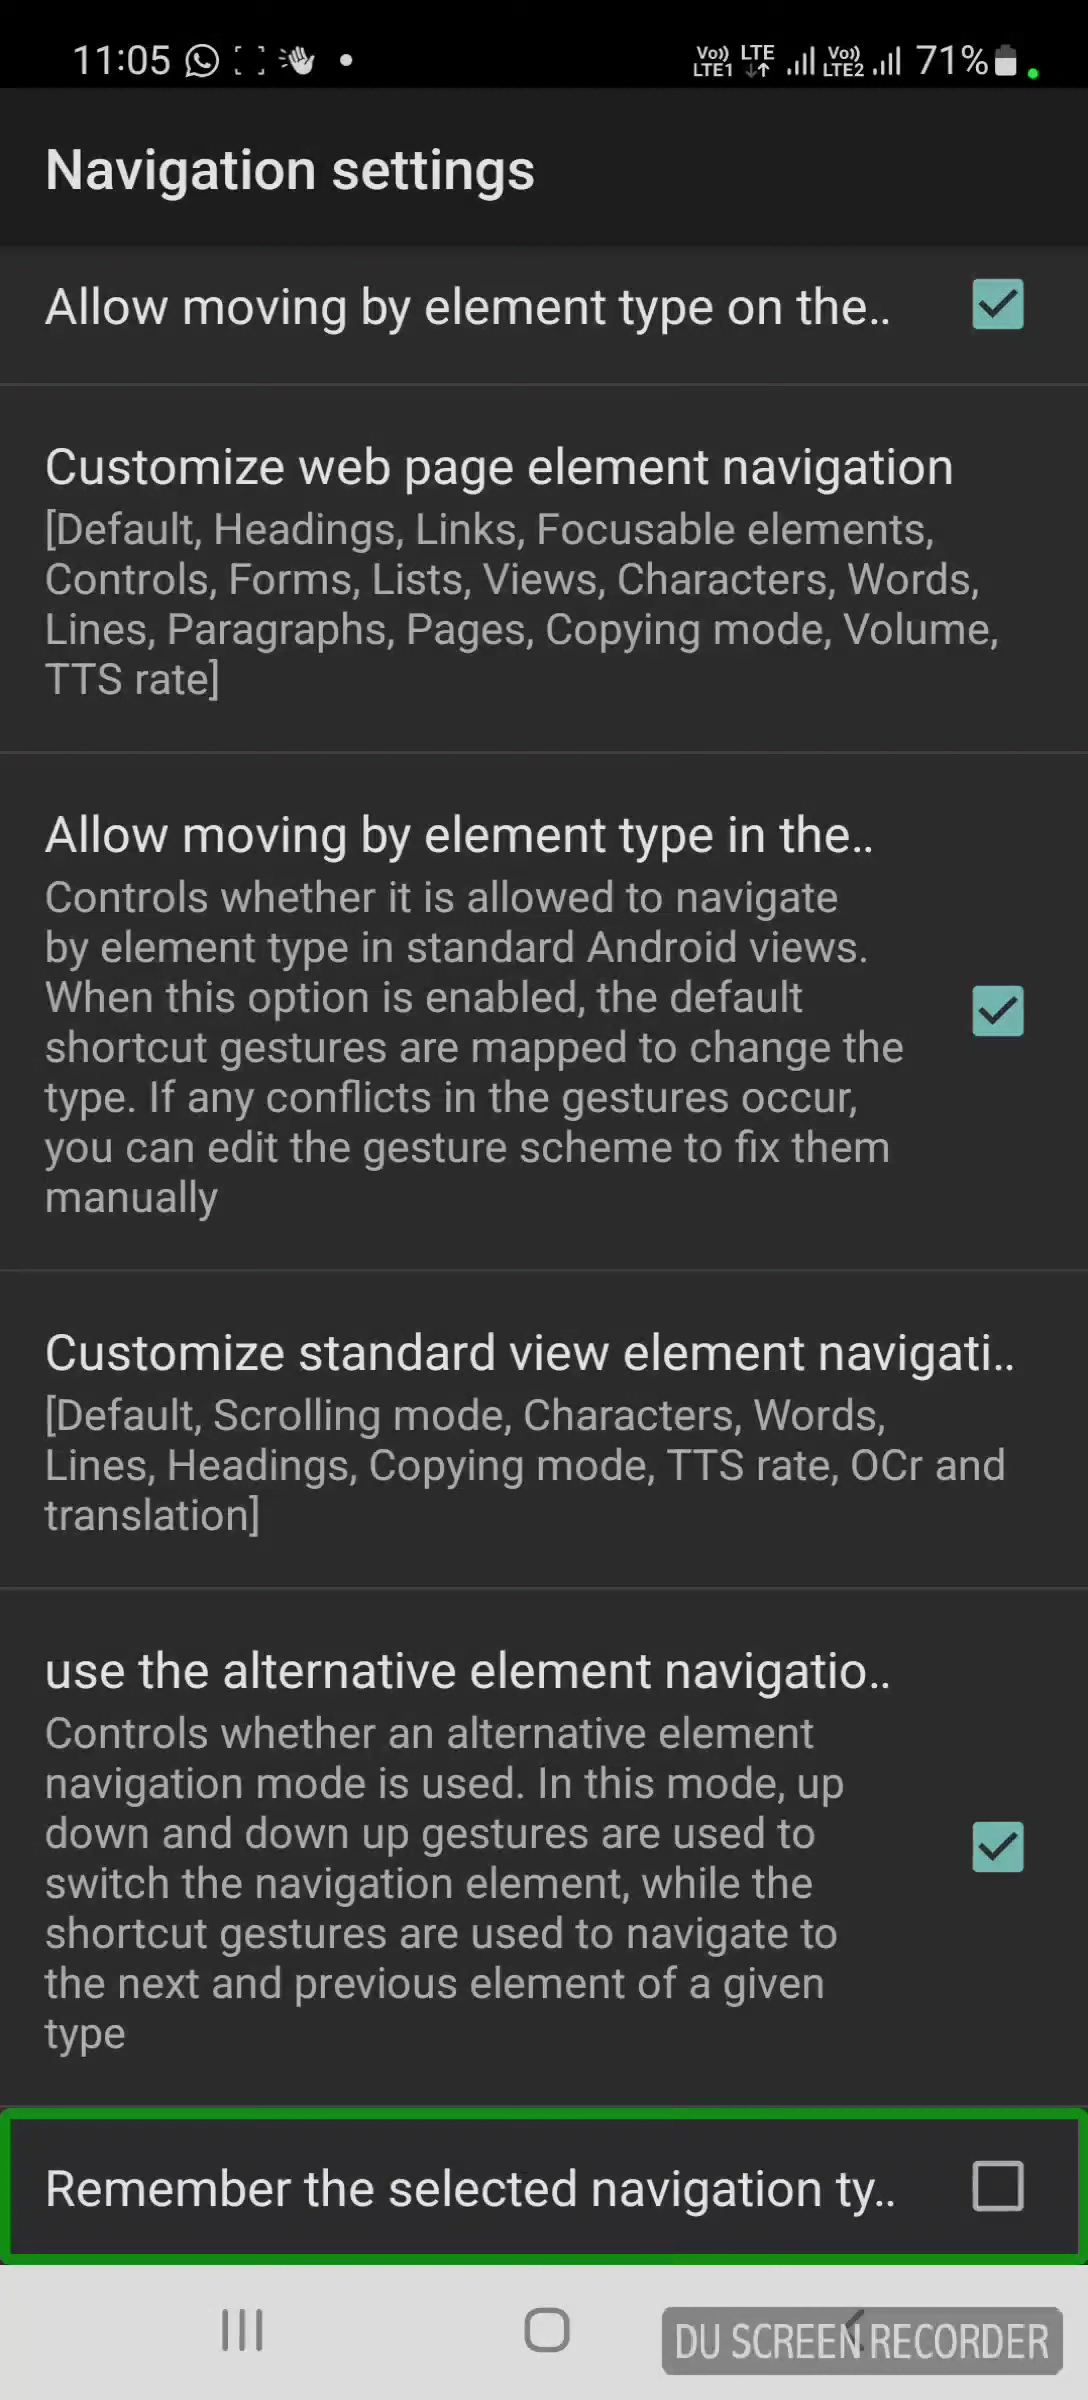 11:05
Vo)) LTE1 LTE Vo)) LTE2 71%
Navigation settings
Allow moving by element type on the..
Customize web page element navigation
[Default, Headings, Links, Focusable elements,
Controls, Forms, Lists, Views, Characters, Words,
Lines, Paragraphs, Pages, Copying mode, Volume,
TTS rate]
Allow moving by element type in the..
Controls whether it is allowed to navigate
by element type in standard Android views.
When this option is enabled, the default
shortcut gestures are mapped to change the
type. If any conflicts in the gestures occur,
you can edit the gesture scheme to fix them
manually
Customize standard view element navigati..
[Default, Scrolling mode, Characters, Words,
Lines, Headings, Copying mode, TTS rate, OCr and
translation]
use the alternative element navigatio..
Controls whether an alternative element
navigation mode is used. In this mode, up
down and down up gestures are used to
switch the navigation element, while the
shortcut gestures are used to navigate to
the next and previous element of a given
type
Remember the selected navigation ty..
DU SCREEN RECORDER